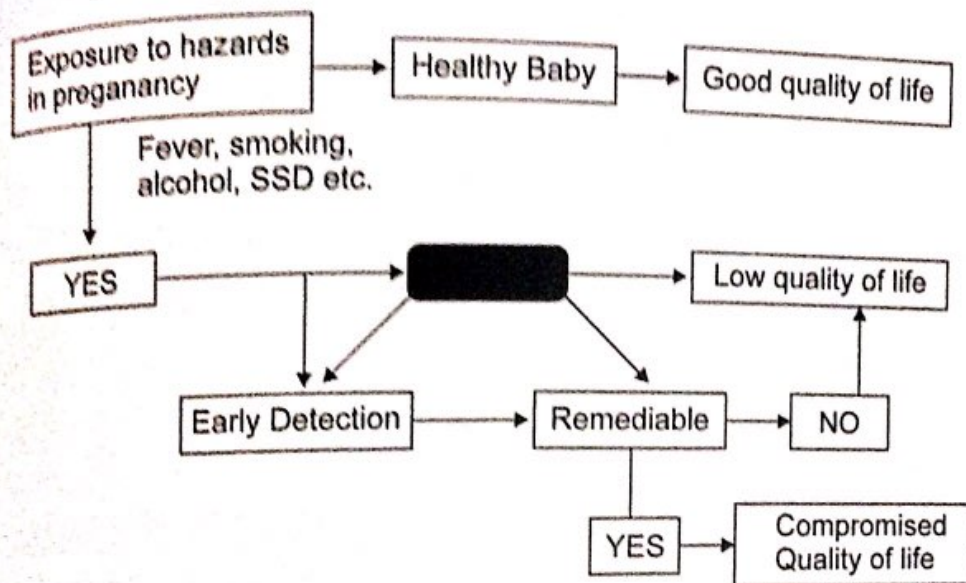 Exposure to hazards
in preganancy
Healthy Baby
Good quality of life
Fever, smoking,
alcohol, SSD etc.
YES
Low quality of life
Early Detection
Remediable
NO
YES
Compromised
Quality of life